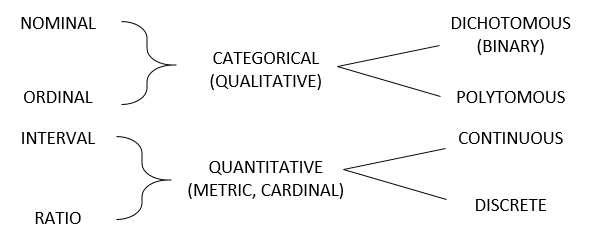 NOMINAL
ORDINAL
CATEGORICAL
(QUALITATIVE)
DICHOTOMOUS
(BINARY)
POLYTOMOUS
INTERVAL
RATIO
QUANTITATIVE
(METRIC, CARDINAL)
CONTINUOUS
DISCRETE